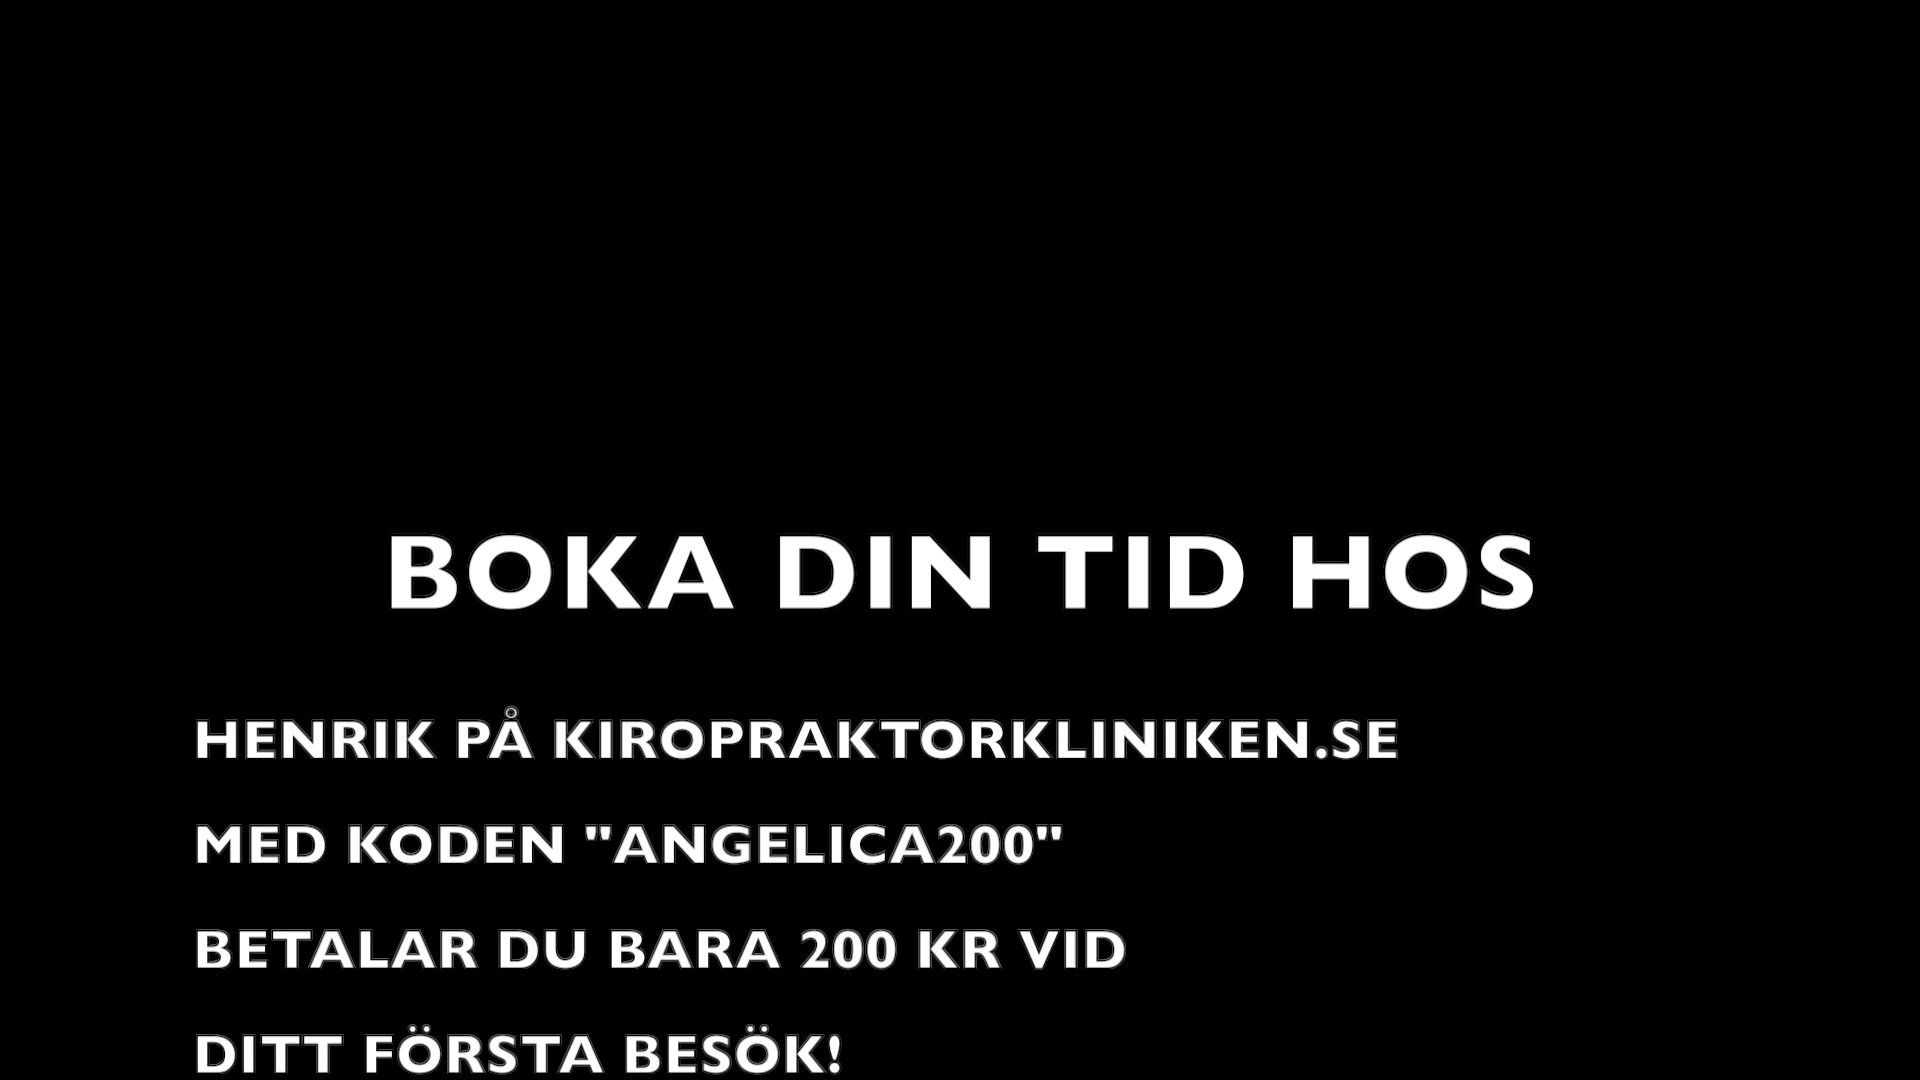 BOKA DIN TID HOS
HENRIK PÅ KIROPRAKTORKLINIKEN.SE
MED KODEN "ANGELICA200"
BETALAR DU BARA 200 KR VID
DITT FÖRSTA BESÖK!